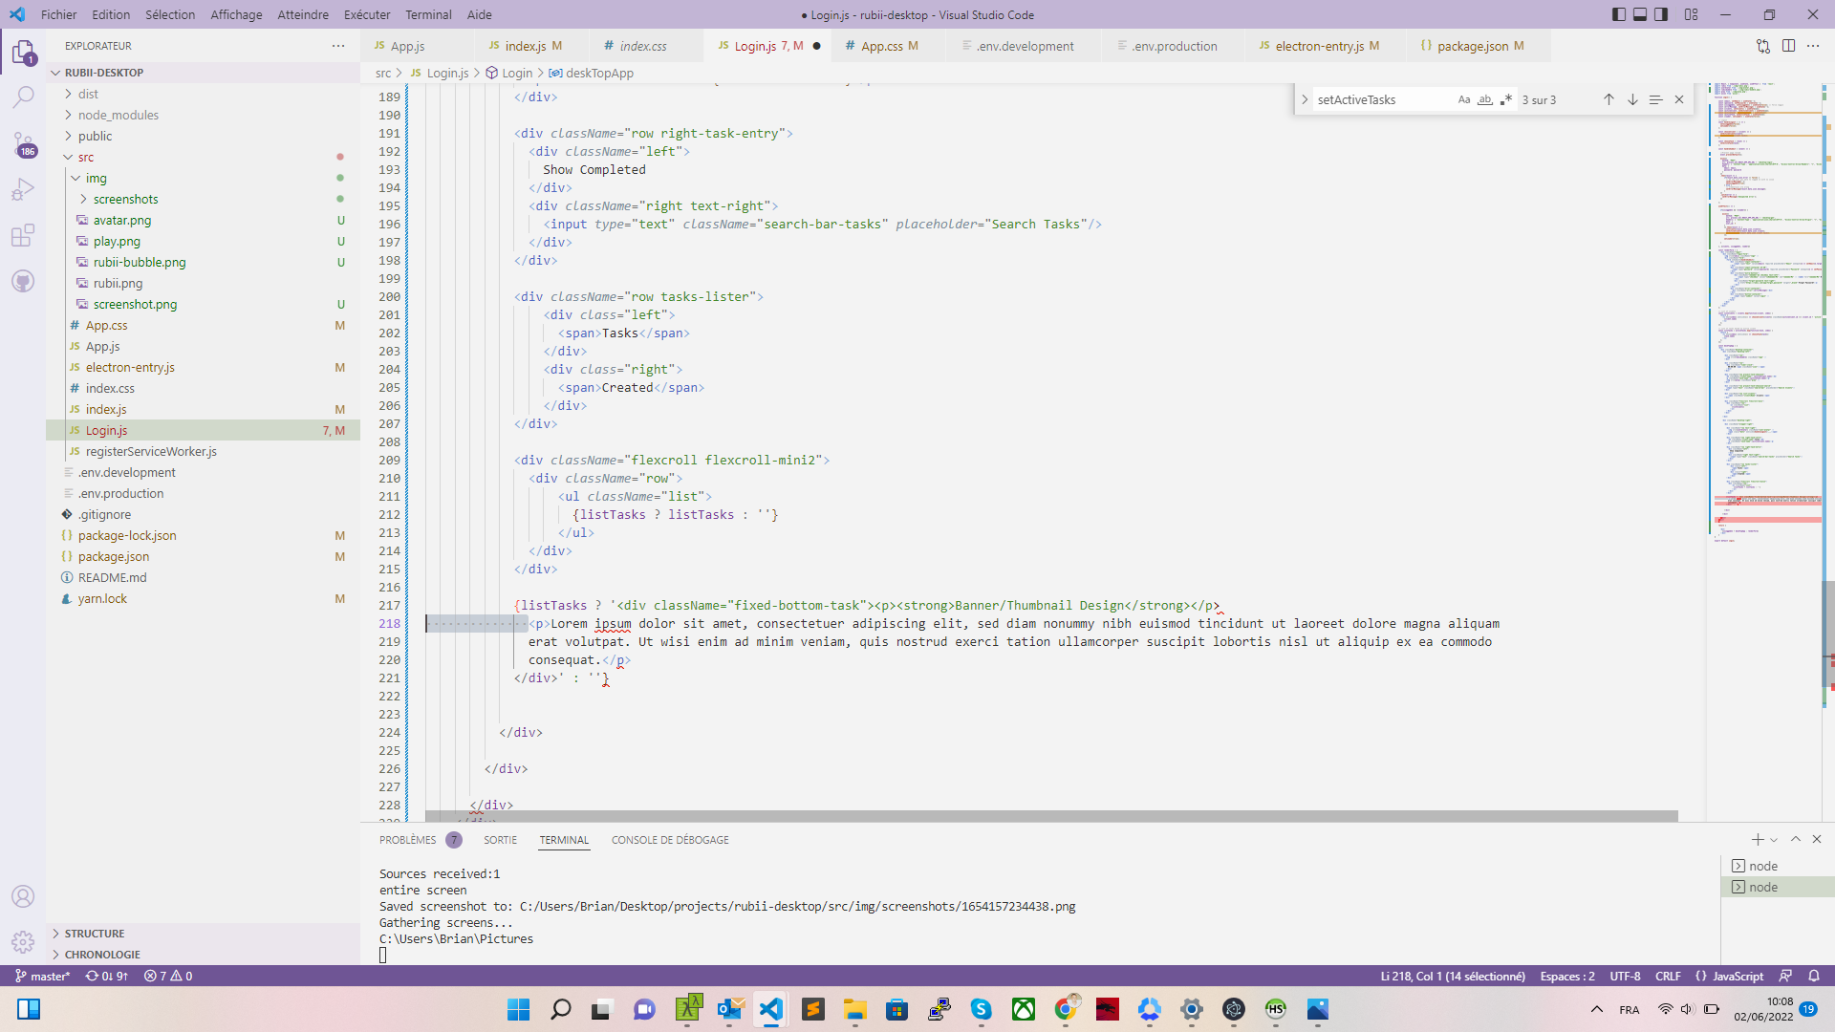 Fichier Edition Sélection Affichage Atteindre Exécuter Terminal Aide
● Login.js - rubii-desktop - Visual Studio Code
EXPLORATEUR
App.js
JS index.js M
# index.css
JS Login.js 7, M
# App.css M
.env.development
.env.production
JS electron-entry.js M
{} package.json M
src > JS Login.js > Login > deskTopApp
setActiveTasks Aa ab 3 sur 3
RUBII-DESKTOP
dist
node_modules
public
src
img
screenshots
avatar.png U
play.png U
rubii-bubble.png U
rubii.png
screenshot.png U
# App.css M
JS App.js
JS electron-entry.js M
# index.css
JS index.js M
JS Login.js 7, M
JS registerServiceWorker.js
.env.development
.env.production
.gitignore
{} package-lock.json M
{} package.json M
README.md
yarn.lock M
STRUCTURE
CHRONOLOGIE
1
186
189 </div>
190
191 <div className="row right-task-entry">
192 <div className="left">
193 Show Completed
194 </div>
195 <div className="right text-right">
196 <input type="text" className="search-bar-tasks" placeholder="Search Tasks"/>
197 </div>
198 </div>
199
200 <div className="row tasks-lister">
201 <div class="left">
202 <span>Tasks</span>
203 </div>
204 <div class="right">
205 <span>Created</span>
206 </div>
207 </div>
208
209 <div className="flexcroll flexcroll-mini2">
210 <div className="row">
211 <ul className="list">
212 {listTasks ? listTasks : ''}
213 </ul>
214 </div>
215 </div>
216
217 {listTasks ? '<div className="fixed-bottom-task"><p><strong>Banner/Thumbnail Design</strong></p>
218 <p>Lorem ipsum dolor sit amet, consectetuer adipiscing elit, sed diam nonummy nibh euismod tincidunt ut laoreet dolore magna aliquam
219 erat volutpat. Ut wisi enim ad minim veniam, quis nostrud exerci tation ullamcorper suscipit lobortis nisl ut aliquip ex ea commodo
220 consequat.</p>
221 </div>' : ''}
222
223
224 </div>
225
226 </div>
227
228 </div>
PROBLÈMES 7 SORTIE TERMINAL CONSOLE DE DÉBOGAGE
Sources received:1
entire screen
Saved screenshot to: C:/Users/Brian/Desktop/projects/rubii-desktop/src/img/screenshots/1654157234438.png
Gathering screens...
C:\Users\Brian\Pictures
node
node
master* 0↓ 9↑ 7 0
Li 218, Col 1 (14 sélectionné) Espaces : 2 UTF-8 CRLF {} JavaScript
FRA
10:08
02/06/2022
19